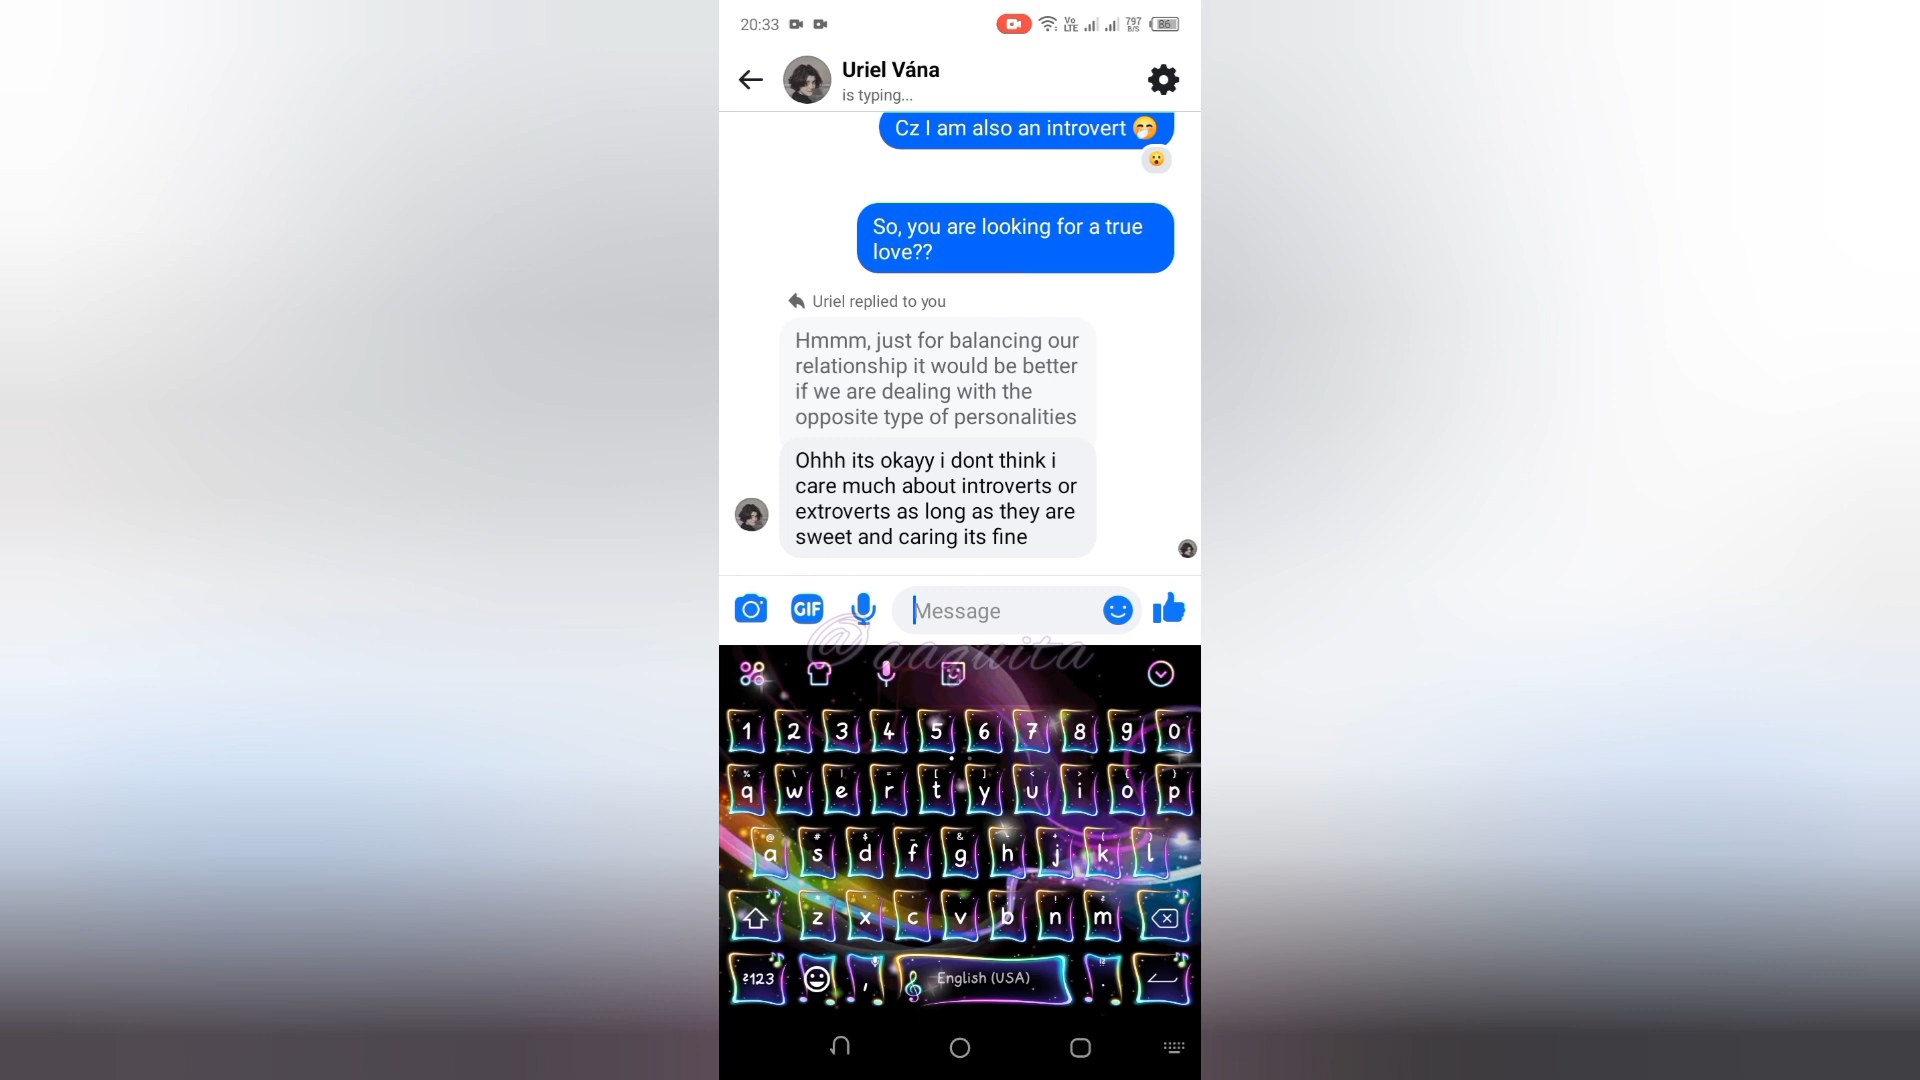 20:33
Vo
LTE
797
B/S
86
Uriel Vána
is typing...
Cz I am also an introvert 🤭
😮
So, you are looking for a true
love??
Uriel replied to you
Hmmm, just for balancing our
relationship it would be better
if we are dealing with the
opposite type of personalities
Ohhh its okayy i dont think i
care much about introverts or
extroverts as long as they are
sweet and caring its fine
GIF
Message
1 2 3 4 5 6 7 8 9 0
q w e r t y u i o p
a s d f g h j k l
z x c v b n m
?123 , English (USA) .